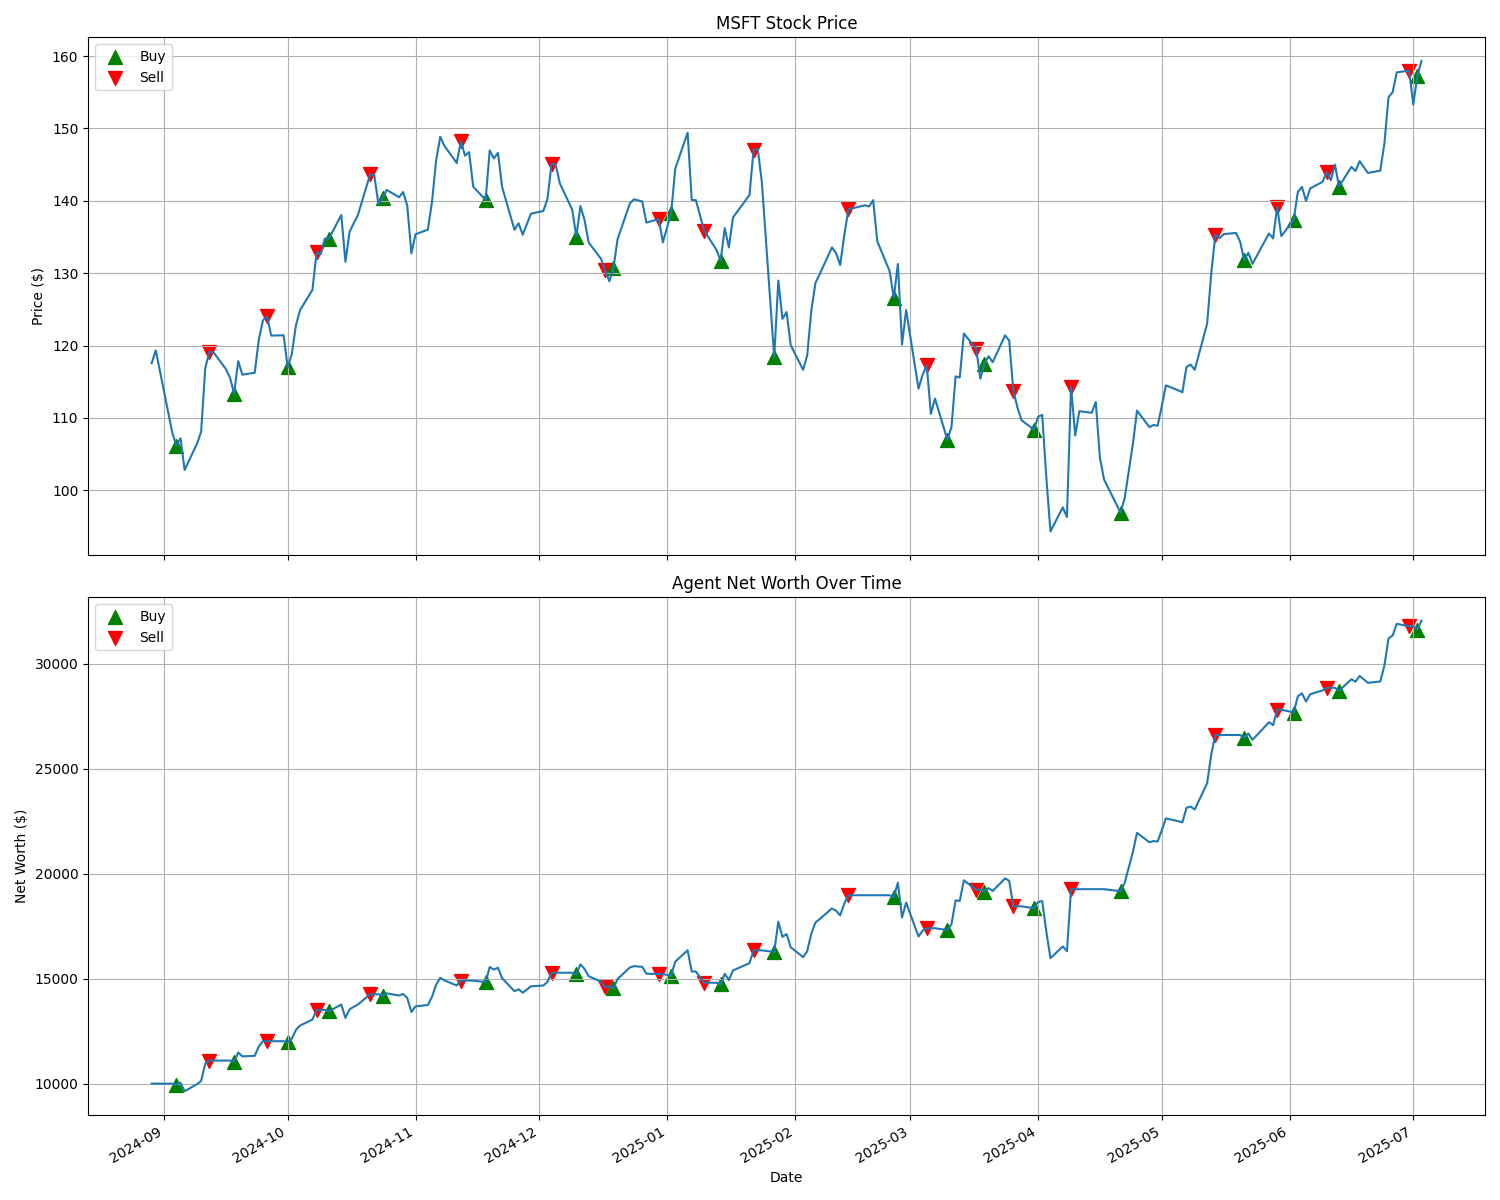 MSFT Stock Price
Buy
Sell
160
150
140
130
120
110
100
Price ($)
Agent Net Worth Over Time
Buy
Sell
30000
25000
20000
15000
10000
Net Worth ($)
2024-09
2024-10
2024-11
2024-12
2025-01
2025-02
2025-03
2025-04
2025-05
2025-06
2025-07
Date